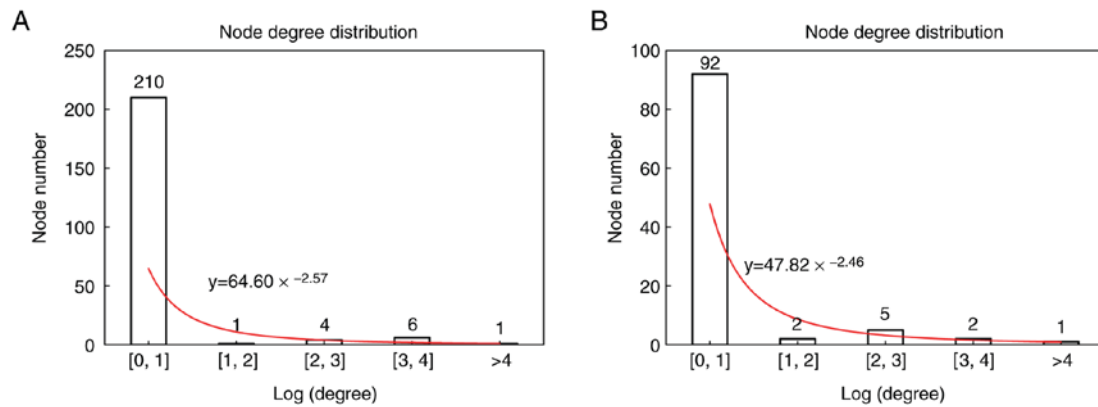 A
Node degree distribution
250
200
150
100
50
0
Node number
210
1
4
6
1
y=64.60 × −2.57
[0, 1] [1, 2] [2, 3] [3, 4] >4
Log (degree)
B
Node degree distribution
100
80
60
40
20
0
Node number
92
2
5
2
1
y=47.82 × −2.46
[0, 1] [1, 2] [2, 3] [3, 4] >4
Log (degree)